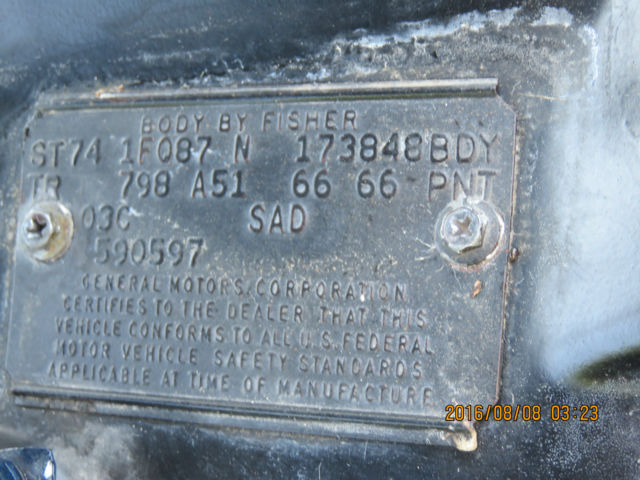 BODY BY FISHER
ST74 1F087 N 173848BDY
TR 798 A51 66 66 PNT
03C SAD
590597
GENERAL MOTORS CORPORATION
CERTIFIES TO THE DEALER THAT THIS
VEHICLE CONFORMS TO ALL U.S. FEDERAL
MOTOR VEHICLE SAFETY STANDARDS
APPLICABLE AT TIME OF MANUFACTURE
2016/08/08 03:23